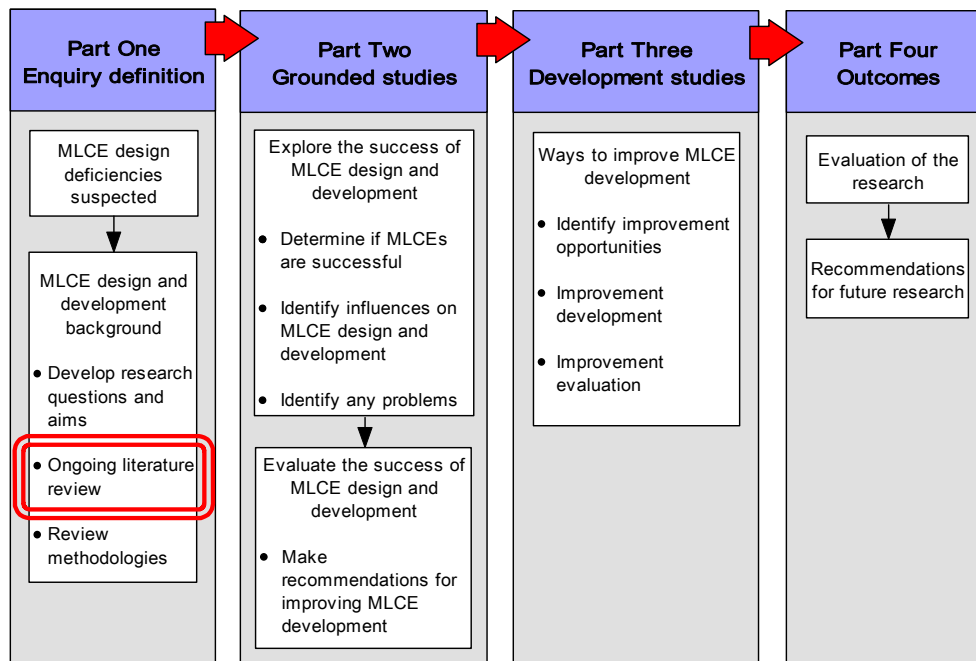 Part One
Enquiry definition
MLCE design
deficiencies
suspected
MLCE design and
development
background
• Develop research
questions and
aims
• Ongoing literature
review
• Review
methodologies
Part Two
Grounded studies
Explore the success of
MLCE design and
development
• Determine if MLCEs
are successful
• Identify influences on
MLCE design and
development
• Identify any problems
Evaluate the success of
MLCE design and
development
• Make
recommendations for
improving MLCE
development
Part Three
Development studies
Ways to improve MLCE
development
• Identify improvement
opportunities
• Improvement
development
• Improvement
evaluation
Part Four
Outcomes
Evaluation of the
research
Recommendations
for future research